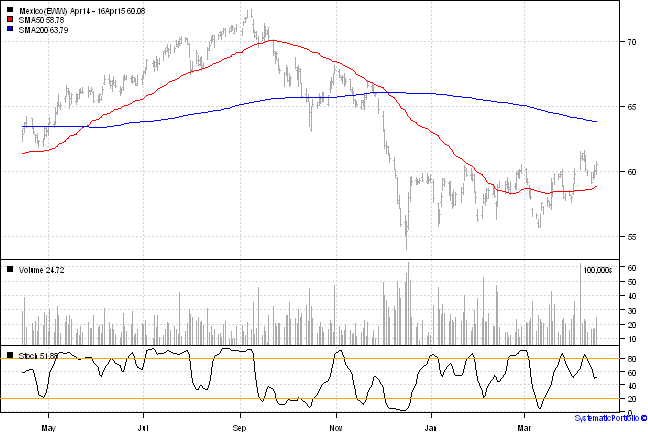 Mexico(EWW) Apr14 - 16Apr15 60.08
SMA50 58.78
SMA200 63.79
70
65
60
55
Volume 24.72
100,000s
60
50
40
30
20
10
Stoch 51.86
80
60
40
20
0
May Jul Sep Nov Jan Mar
SystematicPortfolio ©